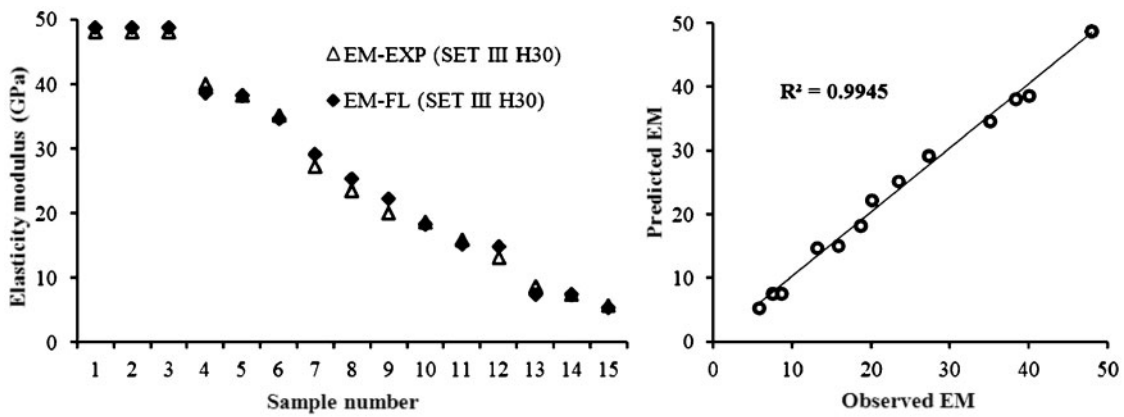 Elasticity modulus (GPa)
50
40
30
20
10
0
EM-EXP (SET III H30)
EM-FL (SET III H30)
1 2 3 4 5 6 7 8 9 10 11 12 13 14 15
Sample number
Predicted EM
50
40
30
20
10
0
R² = 0.9945
0 10 20 30 40 50
Observed EM